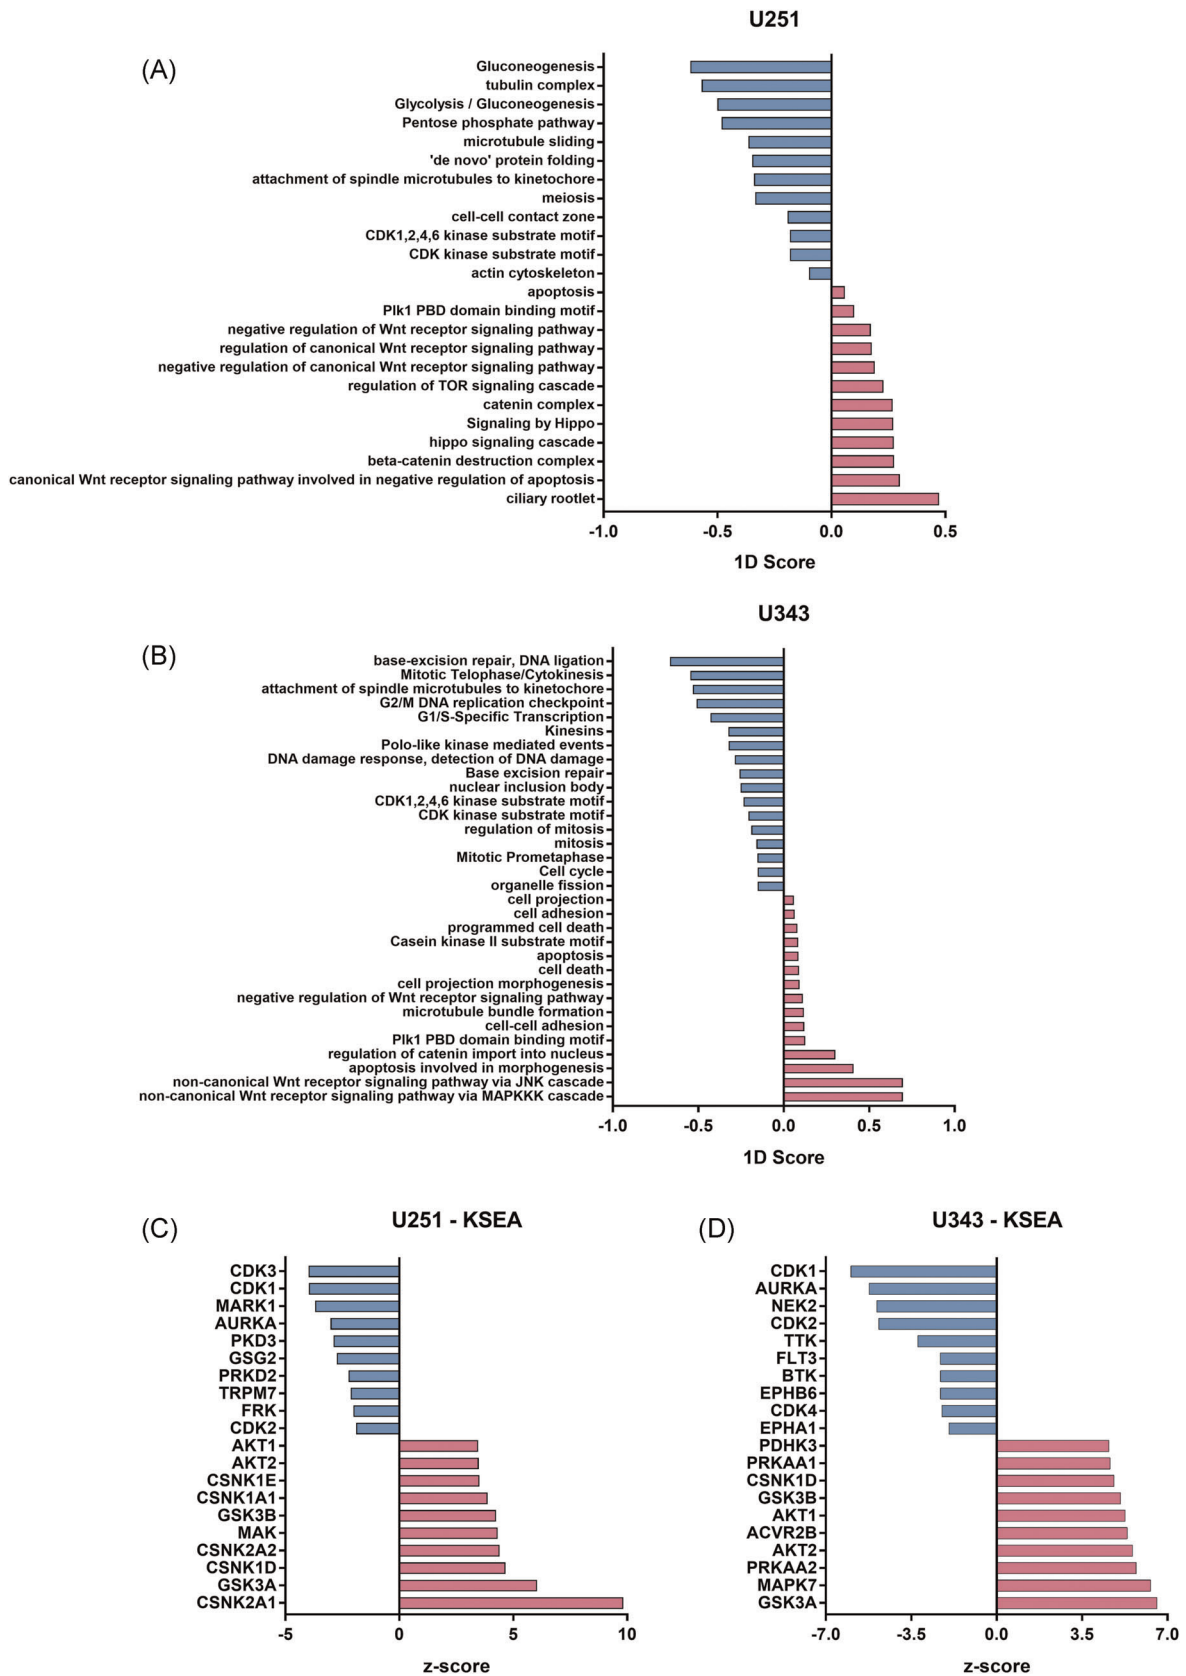 U251
(A)
Gluconeogenesis
tubulin complex
Glycolysis / Gluconeogenesis
Pentose phosphate pathway
microtubule sliding
'de novo' protein folding
attachment of spindle microtubules to kinetochore
meiosis
cell-cell contact zone
CDK1,2,4,6 kinase substrate motif
CDK kinase substrate motif
actin cytoskeleton
apoptosis
Plk1 PBD domain binding motif
negative regulation of Wnt receptor signaling pathway
regulation of canonical Wnt receptor signaling pathway
negative regulation of canonical Wnt receptor signaling pathway
regulation of TOR signaling cascade
catenin complex
Signaling by Hippo
hippo signaling cascade
beta-catenin destruction complex
canonical Wnt receptor signaling pathway involved in negative regulation of apoptosis
ciliary rootlet
-1.0 -0.5 0.0 0.5
1D Score
U343
(B)
base-excision repair, DNA ligation
Mitotic Telophase/Cytokinesis
attachment of spindle microtubules to kinetochore
G2/M DNA replication checkpoint
G1/S-Specific Transcription
Kinesins
Polo-like kinase mediated events
DNA damage response, detection of DNA damage
Base excision repair
nuclear inclusion body
CDK1,2,4,6 kinase substrate motif
CDK kinase substrate motif
regulation of mitosis
mitosis
Mitotic Prometaphase
Cell cycle
organelle fission
cell projection
cell adhesion
programmed cell death
Casein kinase II substrate motif
apoptosis
cell death
cell projection morphogenesis
negative regulation of Wnt receptor signaling pathway
microtubule bundle formation
cell-cell adhesion
Plk1 PBD domain binding motif
regulation of catenin import into nucleus
apoptosis involved in morphogenesis
non-canonical Wnt receptor signaling pathway via JNK cascade
non-canonical Wnt receptor signaling pathway via MAPKKK cascade
-1.0 -0.5 0.0 0.5 1.0
1D Score
(C)
U251 - KSEA
CDK3
CDK1
MARK1
AURKA
PKD3
GSG2
PRKD2
TRPM7
FRK
CDK2
AKT1
AKT2
CSNK1E
CSNK1A1
GSK3B
MAK
CSNK2A2
CSNK1D
GSK3A
CSNK2A1
-5 0 5 10
z-score
(D)
U343 - KSEA
CDK1
AURKA
NEK2
CDK2
TTK
FLT3
BTK
EPHB6
CDK4
EPHA1
PDHK3
PRKAA1
CSNK1D
GSK3B
AKT1
ACVR2B
AKT2
PRKAA2
MAPK7
GSK3A
-7.0 -3.5 0.0 3.5 7.0
z-score